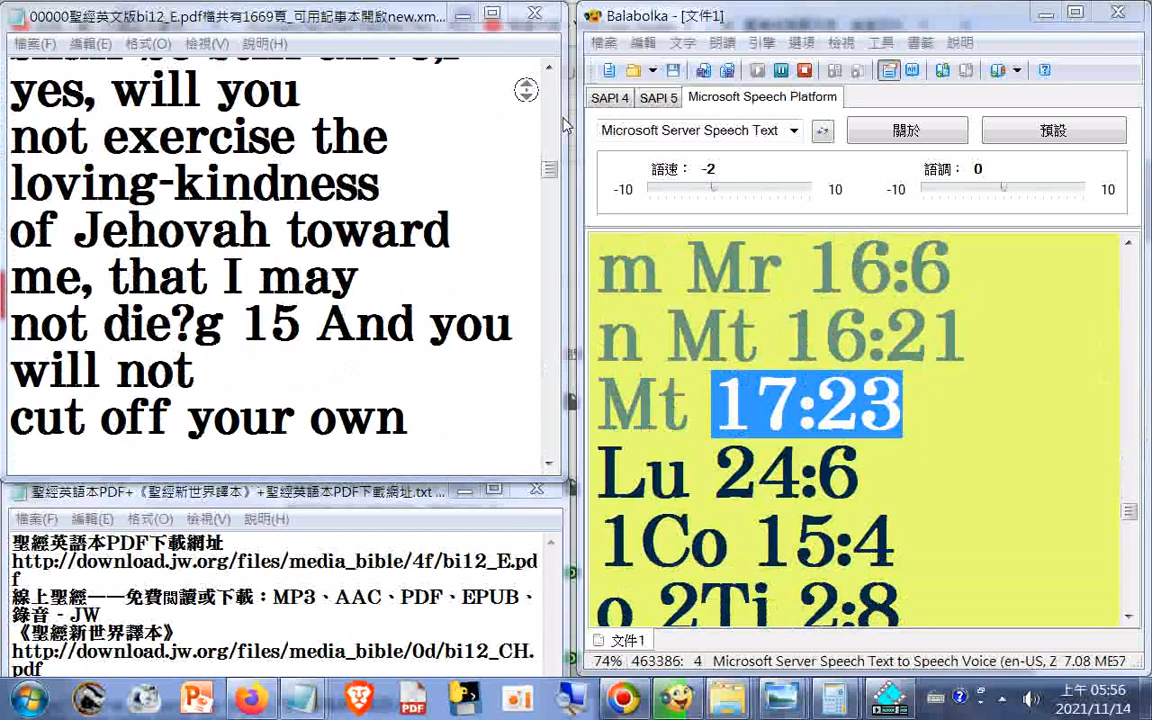 00000聖經英文版bi12_E.pdf檔共有1669頁_可用記事本開啟new.xm...
檔案(F) 編輯(E) 格式(O) 檢視(V) 說明(H)
yes, will you
not exercise the
loving-kindness
of Jehovah toward
me, that I may
not die?g 15 And you
will not
cut off your own
聖經英語本PDF+《聖經新世界譯本》+聖經英語本PDF下載網址.txt ...
檔案(F) 編輯(E) 格式(O) 檢視(V) 說明(H)
聖經英語本PDF下載網址
http://download.jw.org/files/media_bible/4f/bi12_E.pd
f
線上聖經——免費閱讀或下載：MP3、AAC、PDF、EPUB、
錄音 - JW
《聖經新世界譯本》
http://download.jw.org/files/media_bible/0d/bi12_CH.
pdf
Balabolka - [文件1]
檔案 編輯 文字 朗讀 引擎 選項 檢視 工具 書籤 說明
SAPI 4 SAPI 5 Microsoft Speech Platform
Microsoft Server Speech Text 關於 預設
語速： -2 語調： 0
-10 10 -10 10
m Mr 16:6
n Mt 16:21
Mt 17:23
Lu 24:6
1Co 15:4
o 2Ti 2:8
文件1
74% 463386: 4 Microsoft Server Speech Text to Speech Voice (en-US, Z 7.08 ME57
上午 05:56
2021/11/14